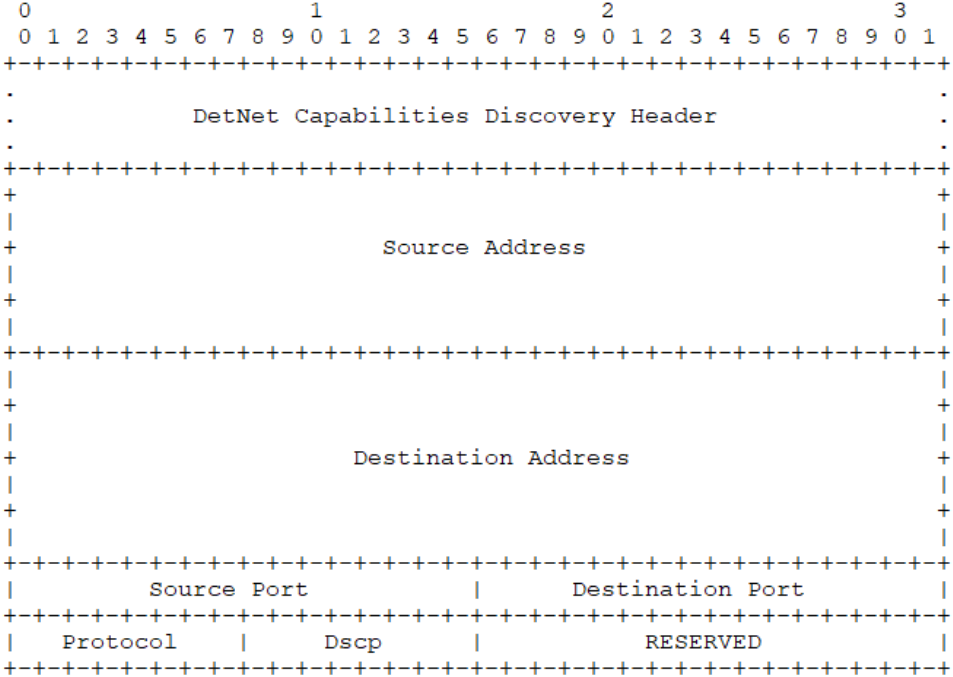 0                   1                   2                   3
0 1 2 3 4 5 6 7 8 9 0 1 2 3 4 5 6 7 8 9 0 1 2 3 4 5 6 7 8 9 0 1
+-+-+-+-+-+-+-+-+-+-+-+-+-+-+-+-+-+-+-+-+-+-+-+-+-+-+-+-+-+-+-+-+
.                                                               .
.            DetNet Capabilities Discovery Header               .
.                                                               .
+-+-+-+-+-+-+-+-+-+-+-+-+-+-+-+-+-+-+-+-+-+-+-+-+-+-+-+-+-+-+-+-+
+                                                               +
|                                                               |
+                         Source Address                        +
|                                                               |
+                                                               +
|                                                               |
+-+-+-+-+-+-+-+-+-+-+-+-+-+-+-+-+-+-+-+-+-+-+-+-+-+-+-+-+-+-+-+-+
|                                                               |
+                                                               +
|                                                               |
+                       Destination Address                     +
|                                                               |
+                                                               +
|                                                               |
+-+-+-+-+-+-+-+-+-+-+-+-+-+-+-+-+-+-+-+-+-+-+-+-+-+-+-+-+-+-+-+-+
|         Source Port           |      Destination Port         |
+-+-+-+-+-+-+-+-+-+-+-+-+-+-+-+-+-+-+-+-+-+-+-+-+-+-+-+-+-+-+-+-+
|   Protocol    |     Dscp      |           RESERVED            |
+-+-+-+-+-+-+-+-+-+-+-+-+-+-+-+-+-+-+-+-+-+-+-+-+-+-+-+-+-+-+-+-+